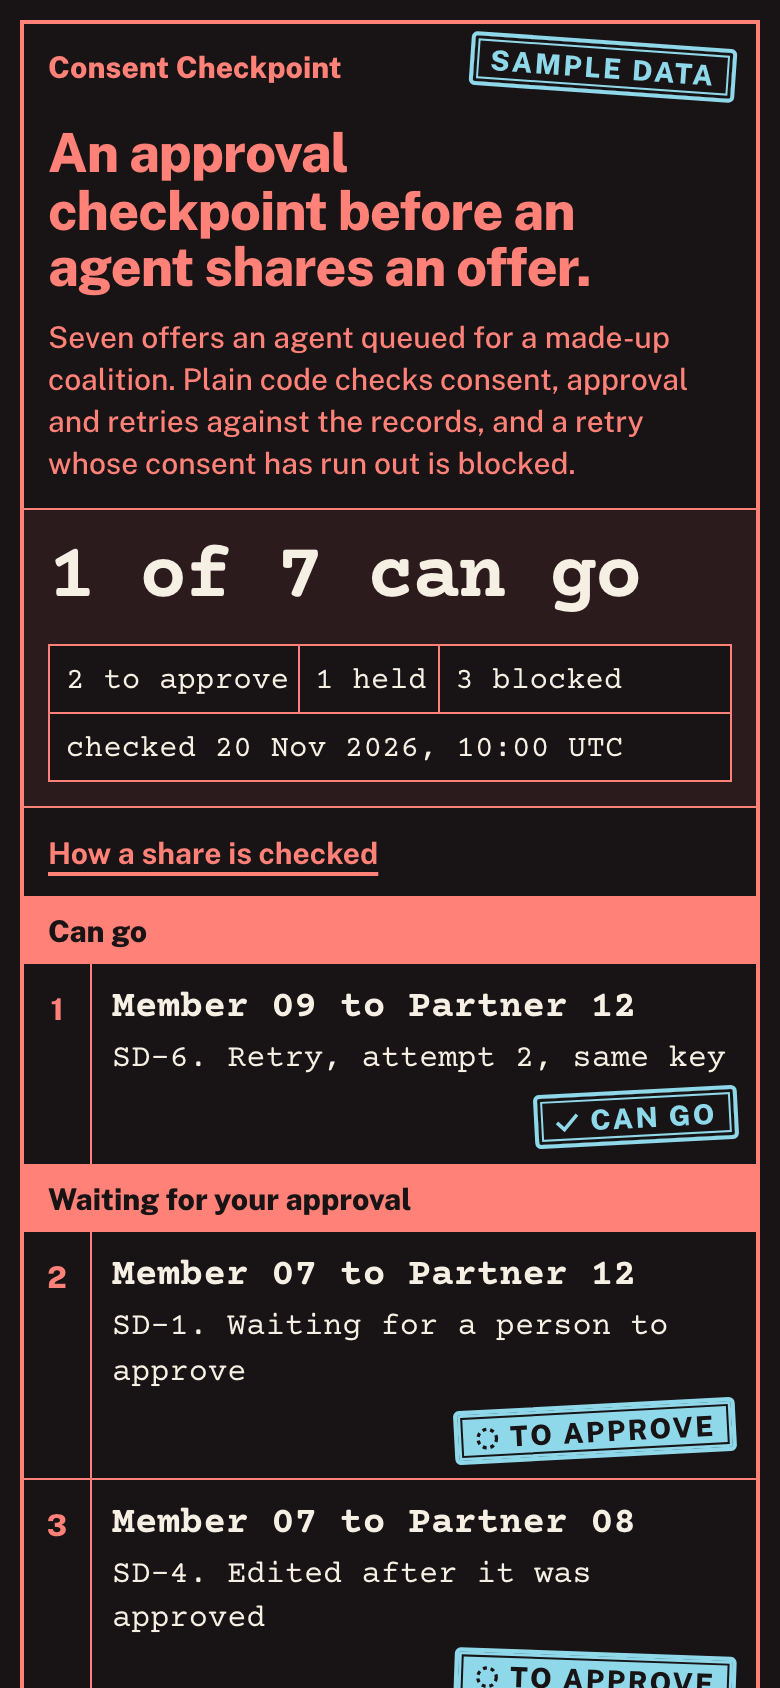 Consent Checkpoint
SAMPLE DATA
An approval
checkpoint before an
agent shares an offer.
Seven offers an agent queued for a made-up
coalition. Plain code checks consent, approval
and retries against the records, and a retry
whose consent has run out is blocked.
1 of 7 can go
2 to approve
1 held
3 blocked
checked 20 Nov 2026, 10:00 UTC
How a share is checked
Can go
1
Member 09 to Partner 12
SD-6. Retry, attempt 2, same key
CAN GO
Waiting for your approval
2
Member 07 to Partner 12
SD-1. Waiting for a person to
approve
TO APPROVE
3
Member 07 to Partner 08
SD-4. Edited after it was
approved
TO APPROVE